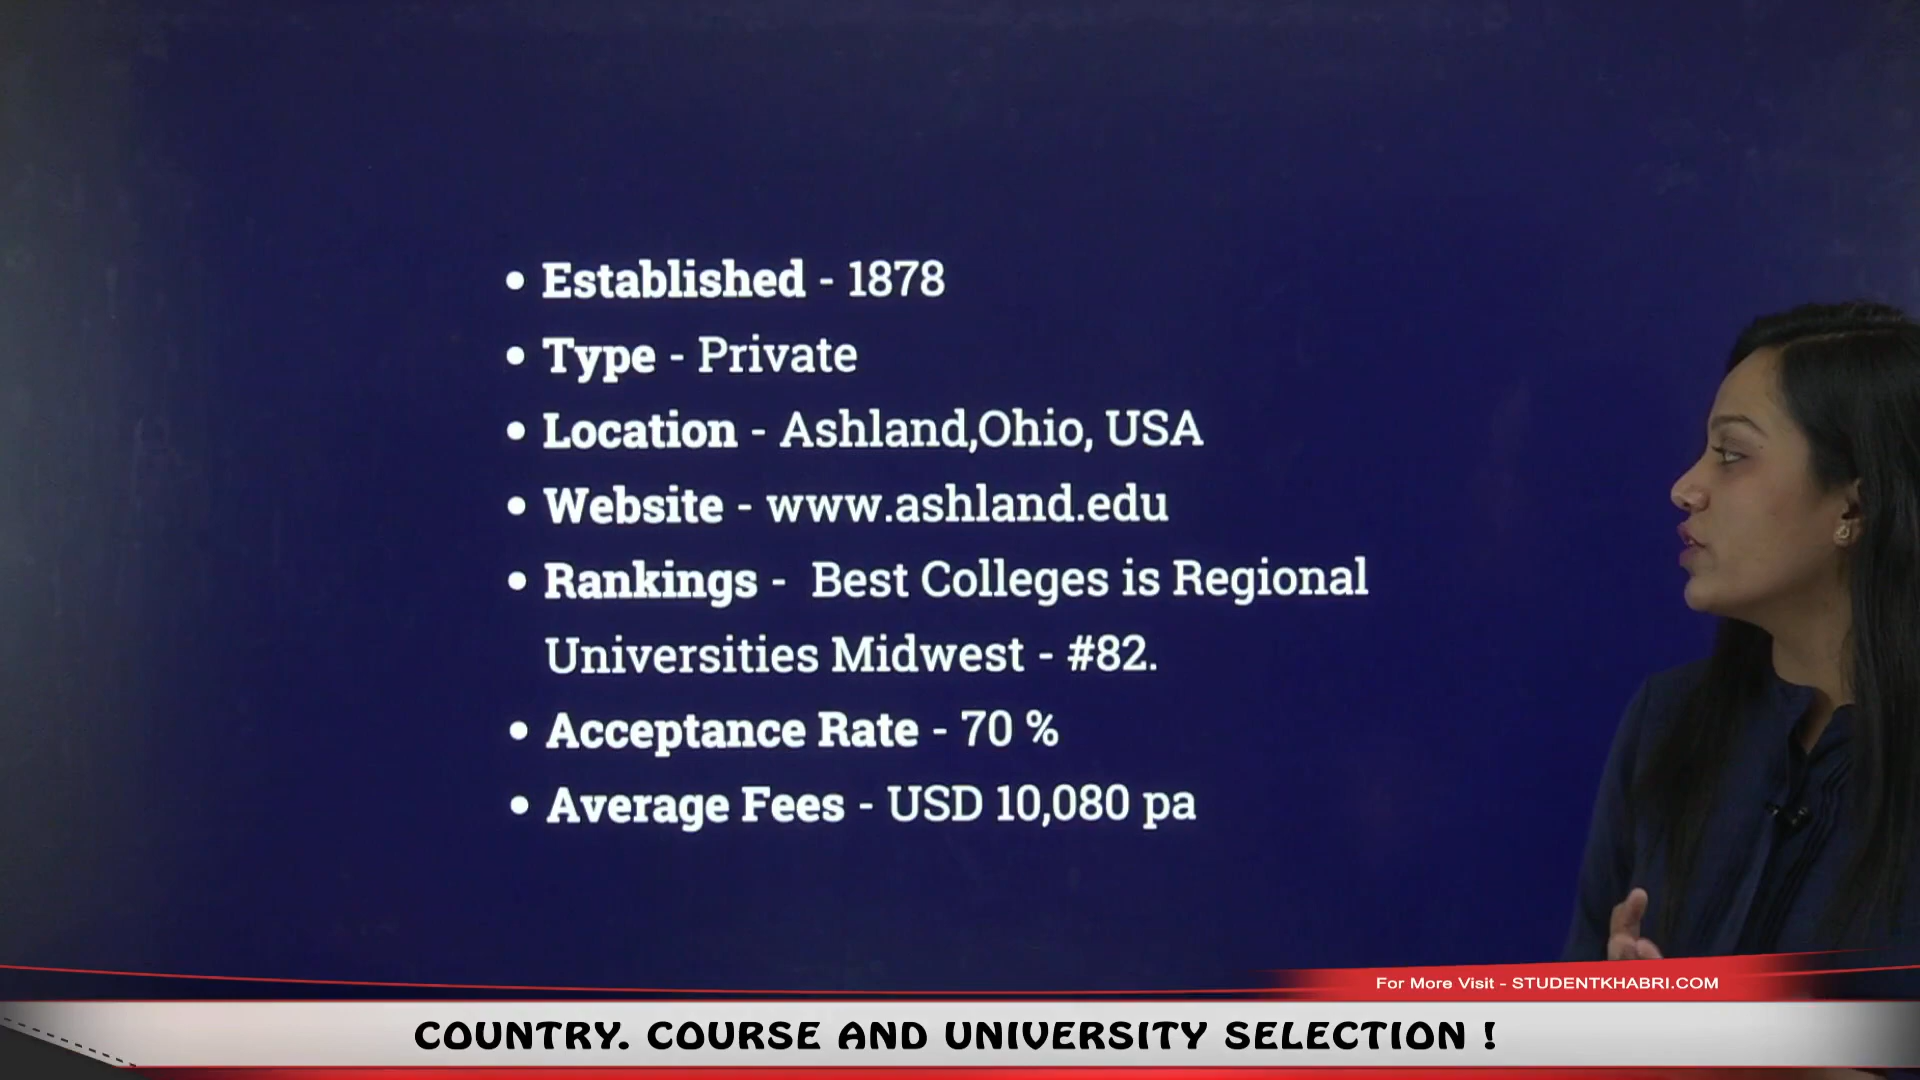 • Established - 1878
• Type - Private
• Location - Ashland,Ohio, USA
• Website - www.ashland.edu
• Rankings - Best Colleges is Regional
Universities Midwest - #82.
• Acceptance Rate - 70 %
• Average Fees - USD 10,080 pa
For More Visit - STUDENTKHABRI.COM
COUNTRY. COURSE AND UNIVERSITY SELECTION !